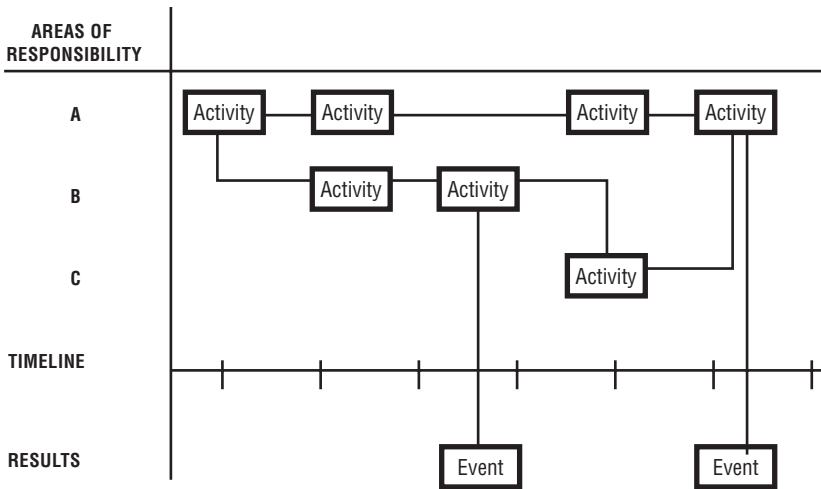 AREAS OF
RESPONSIBILITY
A
Activity
Activity
Activity
Activity
B
Activity
Activity
C
Activity
TIMELINE
RESULTS
Event
Event